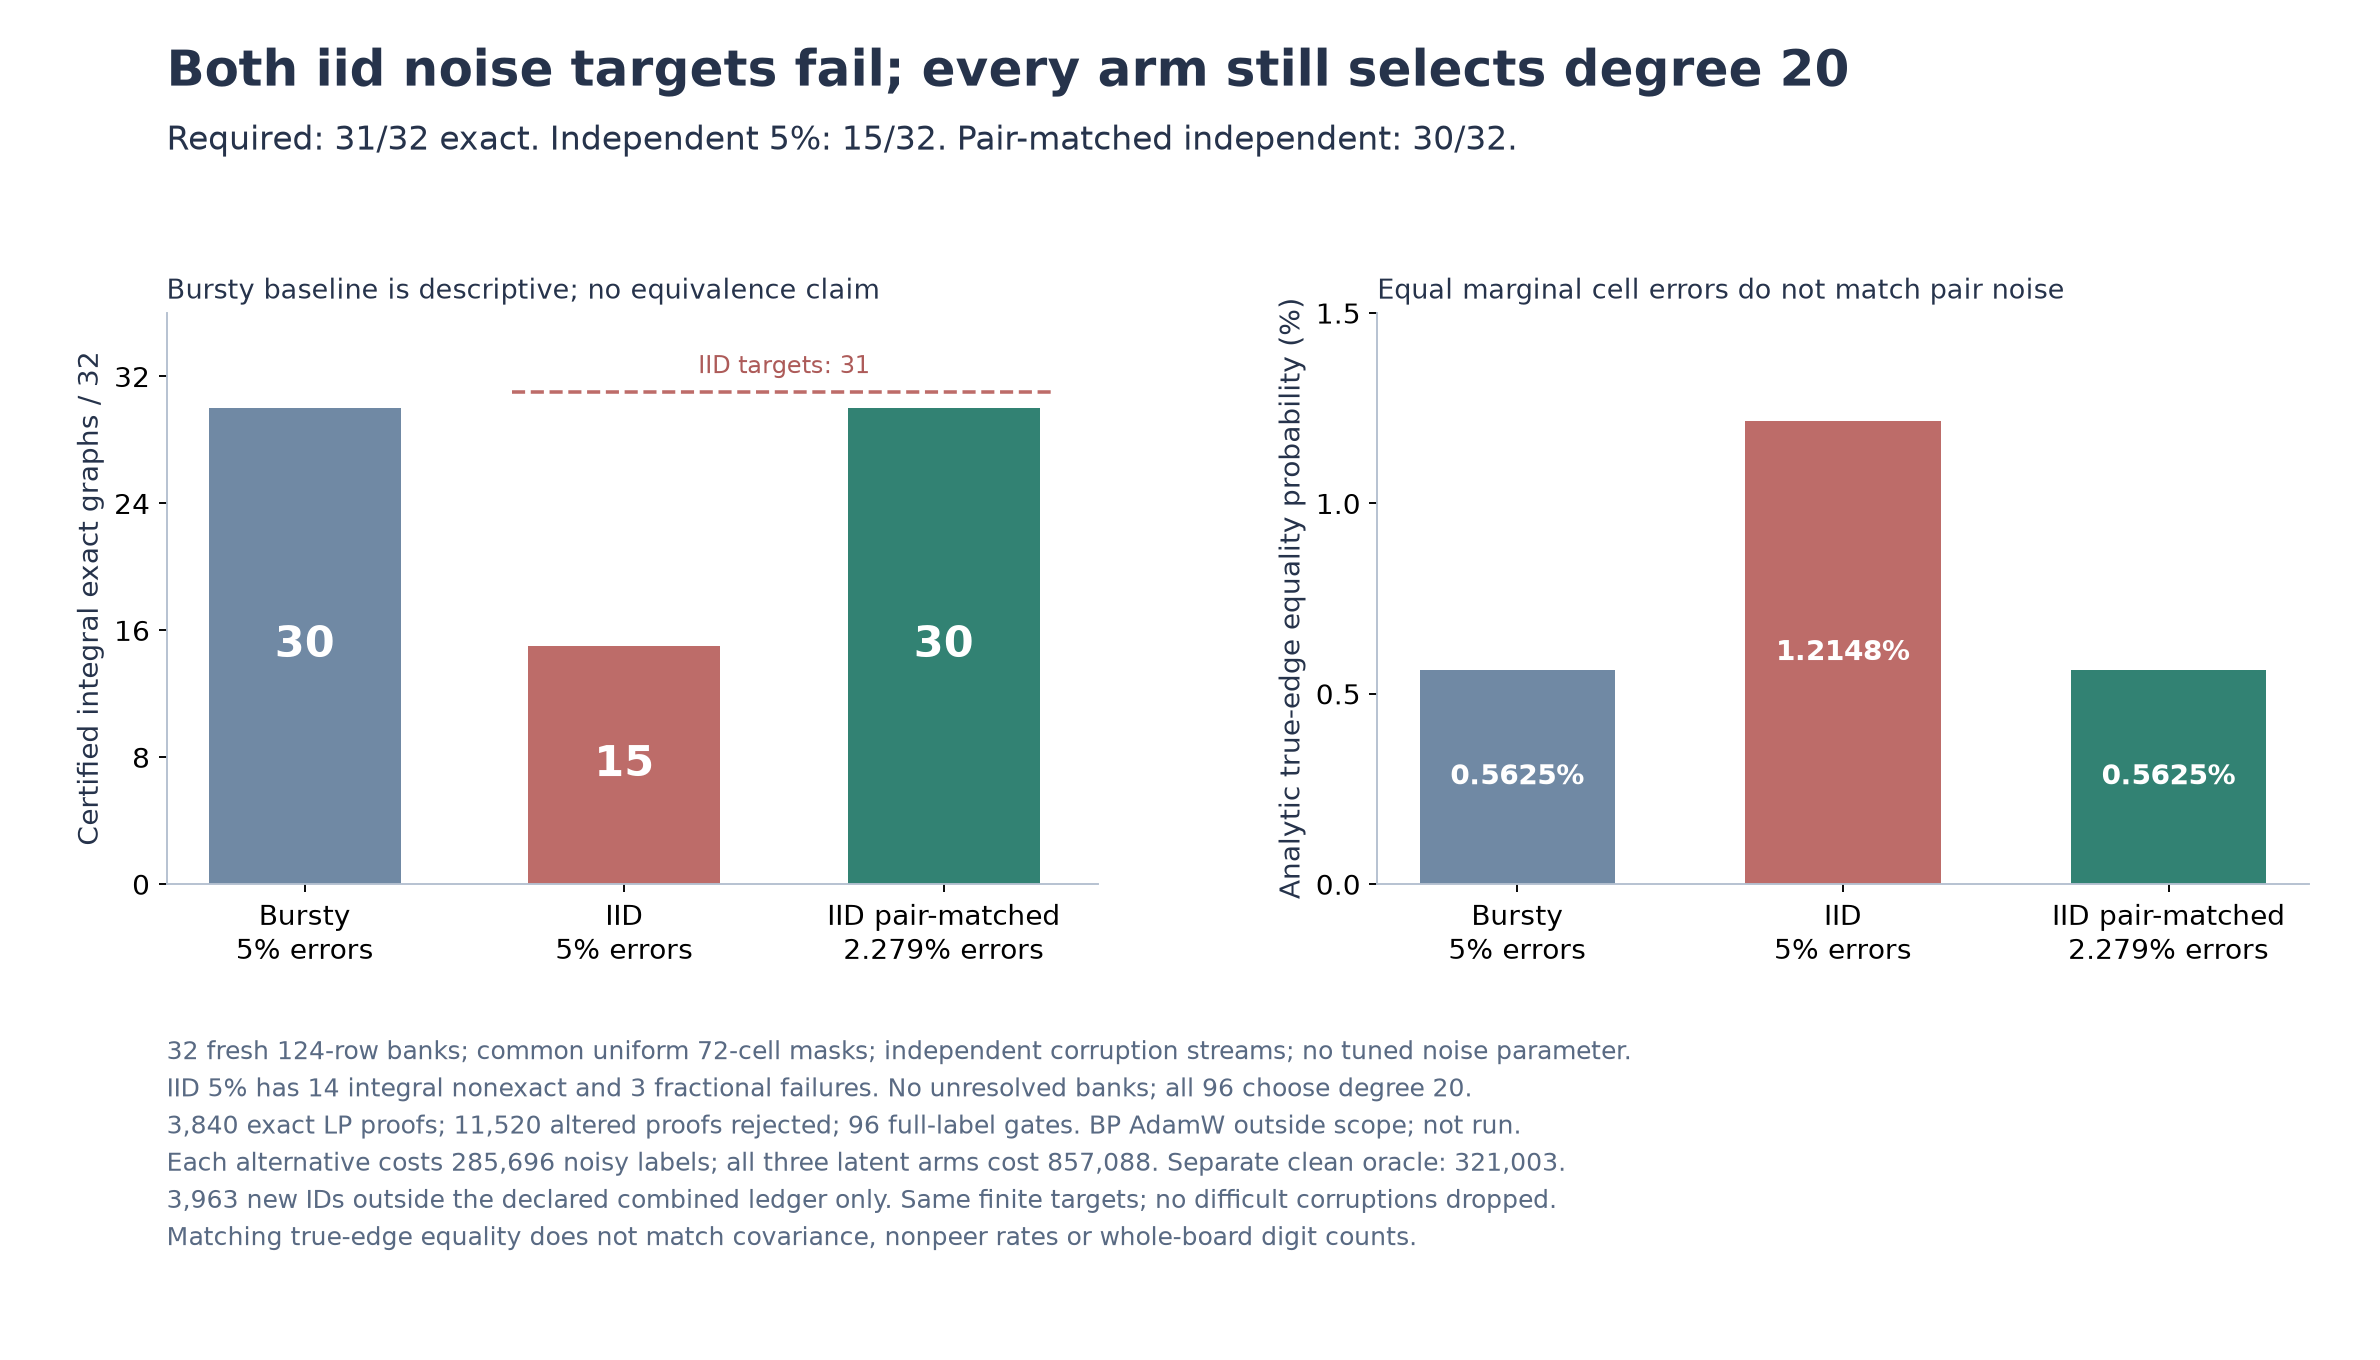 Both iid noise targets fail; every arm still selects degree 20
Required: 31/32 exact. Independent 5%: 15/32. Pair-matched independent: 30/32.
Bursty baseline is descriptive; no equivalence claim
Certified integral exact graphs / 32
32
24
16
8
0
IID targets: 31
30
15
30
Bursty
5% errors
IID
5% errors
IID pair-matched
2.279% errors
Equal marginal cell errors do not match pair noise
Analytic true-edge equality probability (%)
1.5
1.0
0.5
0.0
0.5625%
1.2148%
0.5625%
Bursty
5% errors
IID
5% errors
IID pair-matched
2.279% errors
32 fresh 124-row banks; common uniform 72-cell masks; independent corruption streams; no tuned noise parameter.
IID 5% has 14 integral nonexact and 3 fractional failures. No unresolved banks; all 96 choose degree 20.
3,840 exact LP proofs; 11,520 altered proofs rejected; 96 full-label gates. BP AdamW outside scope; not run.
Each alternative costs 285,696 noisy labels; all three latent arms cost 857,088. Separate clean oracle: 321,003.
3,963 new IDs outside the declared combined ledger only. Same finite targets; no difficult corruptions dropped.
Matching true-edge equality does not match covariance, nonpeer rates or whole-board digit counts.